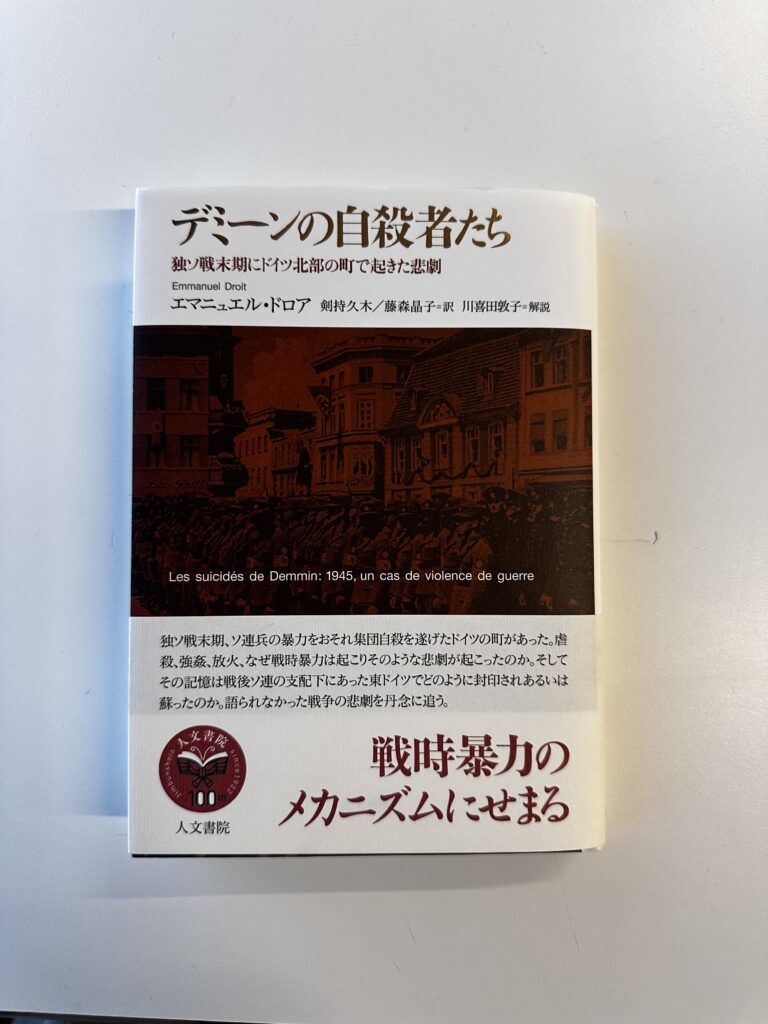 デミーンの自殺者たち
独ソ戦末期にドイツ北部の町で起きた悲劇
Emmanuel Droit
エマニュエル・ドロア 剣持久木／藤森晶子=訳 川喜田敦子=解説
Les suicidés de Demmin: 1945, un cas de violence de guerre
独ソ戦末期、ソ連兵の暴力をおそれ集団自殺を遂げたドイツの町があった。虐
殺、強姦、放火、なぜ戦時暴力は起こりそのような悲劇が起こったのか。そして
その記憶は戦後ソ連の支配下にあった東ドイツでどのように封印されあるいは
蘇ったのか。語られなかった戦争の悲劇を丹念に追う。
戦時暴力の
メカニズムにせまる
人文書院
Jimbunshoin
since1922
100th
人文書院